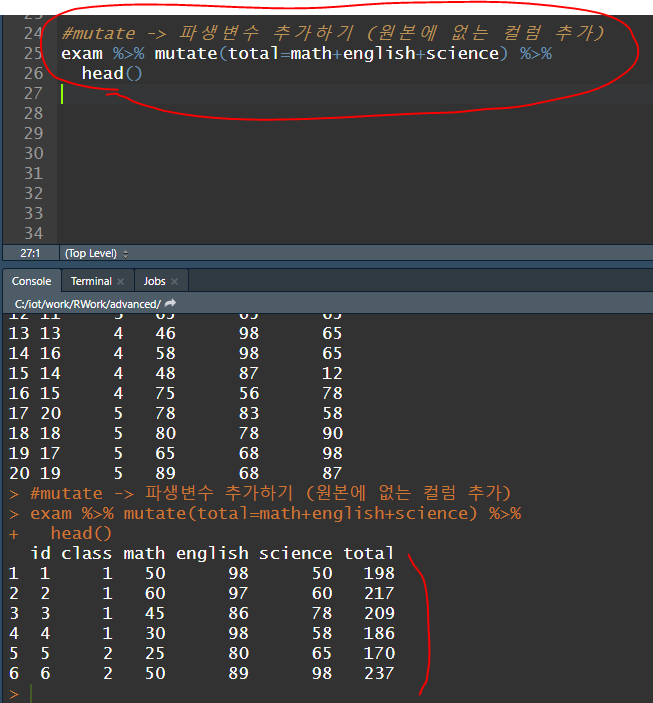 24 #mutate -> 파생변수 추가하기 (원본에 없는 컬럼 추가)
25 exam %>% mutate(total=math+english+science) %>%
26   head()
27
28
29
30
31
32
33
34
27:1 (Top Level)
Console Terminal Jobs
C:/iot/work/RWork/advanced/
13 13 4 46 98 65
14 16 4 58 98 65
15 14 4 48 87 12
16 15 4 75 56 78
17 20 5 78 83 58
18 18 5 80 78 90
19 17 5 65 68 98
20 19 5 89 68 87
> #mutate -> 파생변수 추가하기 (원본에 없는 컬럼 추가)
> exam %>% mutate(total=math+english+science) %>%
+   head()
id class math english science total
1 1 1 50 98 50 198
2 2 1 60 97 60 217
3 3 1 45 86 78 209
4 4 1 30 98 58 186
5 5 2 25 80 65 170
6 6 2 50 89 98 237
>